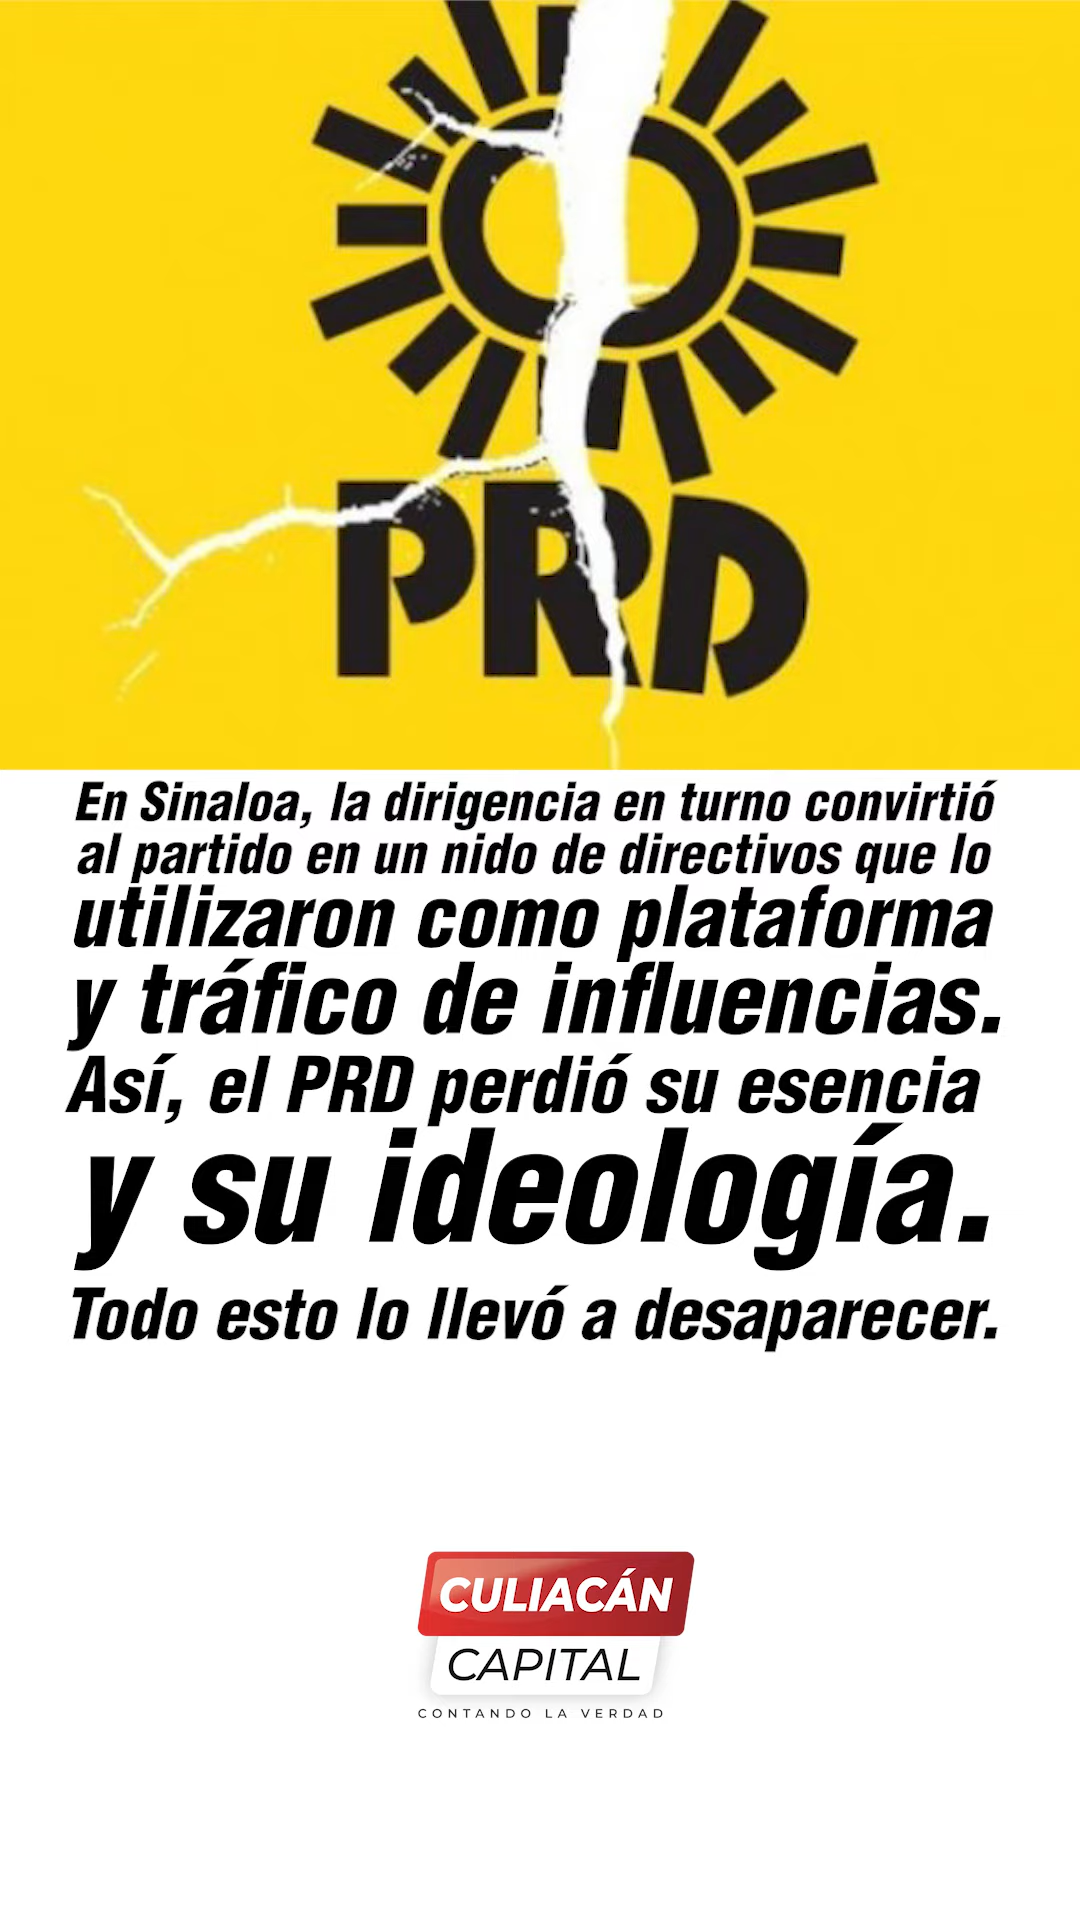 PRD
En Sinaloa, la dirigencia en turno convirtió
al partido en un nido de directivos que lo
utilizaron como plataforma
y tráfico de influencias.
Así, el PRD perdió su esencia
y su ideología.
Todo esto lo llevó a desaparecer.
CULIACÁN
CAPITAL
CONTANDO LA VERDAD